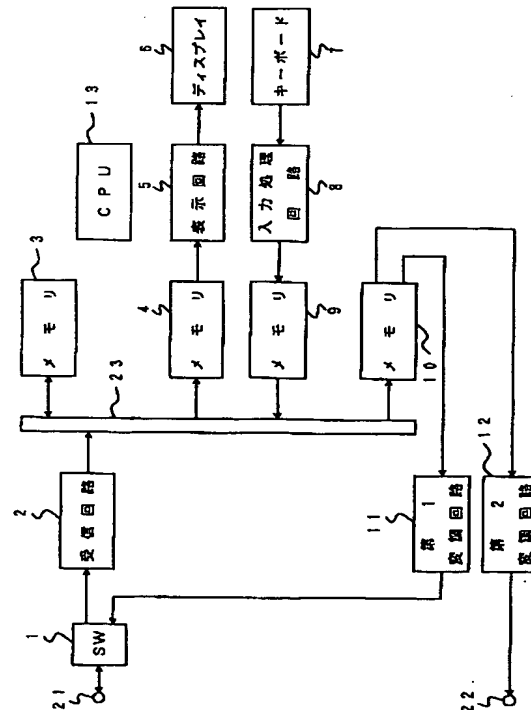 21
1
SW
2
受信回路
23
3
メモリ
13
CPU
4
メモリ
5
表示回路
6
ディスプレイ
9
メモリ
8
入力処理
回路
7
キーボード
10
メモリ
11
第1
変調回路
12
第2
変調回路
22